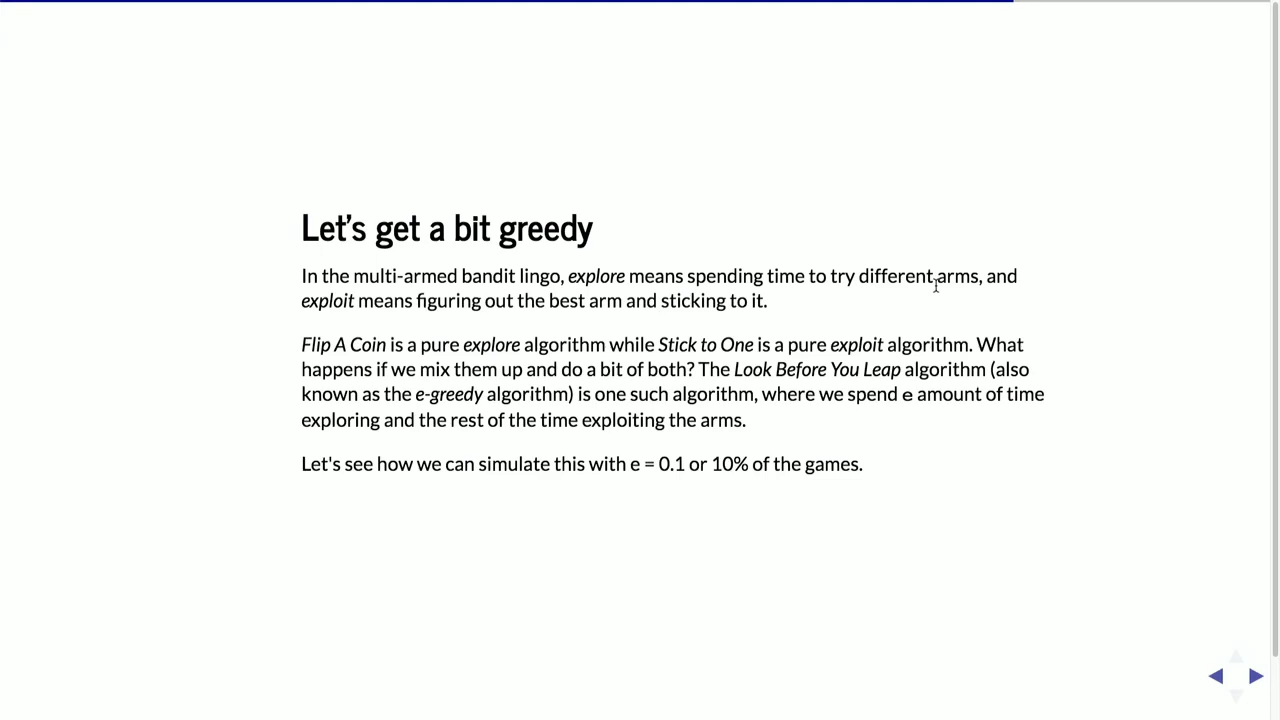 Let's get a bit greedy
In the multi-armed bandit lingo, explore means spending time to try different arms, and
exploit means figuring out the best arm and sticking to it.
Flip A Coin is a pure explore algorithm while Stick to One is a pure exploit algorithm. What
happens if we mix them up and do a bit of both? The Look Before You Leap algorithm (also
known as the e-greedy algorithm) is one such algorithm, where we spend e amount of time
exploring and the rest of the time exploiting the arms.
Let's see how we can simulate this with e = 0.1 or 10% of the games.